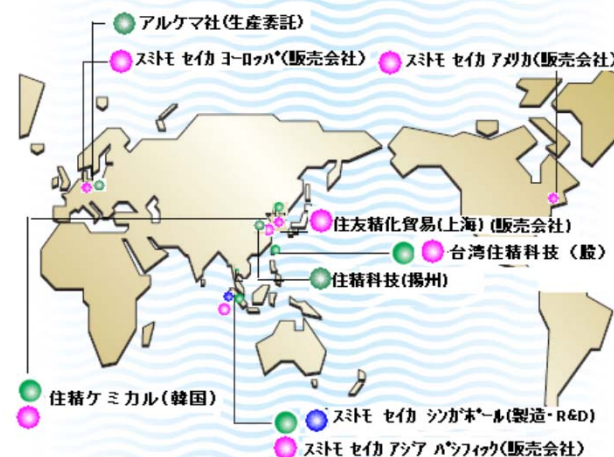 アルケマ社(生産委託)
スミトモ セイカ ヨーロッパ(販売会社)
スミトモ セイカ アメリカ(販売会社)
住友精化貿易(上海) (販売会社)
台湾住精科技（股）
住精科技(揚州)
住精ケミカル(韓国)
スミトモ セイカ シンガポール(製造・R&D)
スミトモ セイカ アジア パシフィック(販売会社)